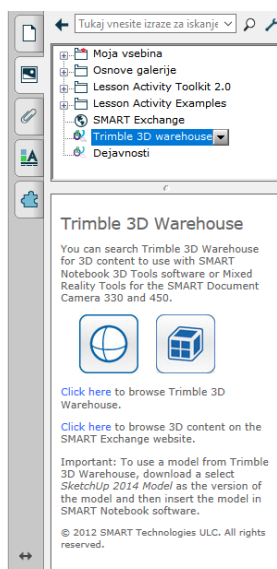 Tukaj vnesite izraze za iskanje
Moja vsebina
Osnove galerije
Lesson Activity Toolkit 2.0
Lesson Activity Examples
SMART Exchange
Trimble 3D warehouse
Dejavnosti
Trimble 3D Warehouse
You can search Trimble 3D Warehouse
for 3D content to use with SMART
Notebook 3D Tools software or Mixed
Reality Tools for the SMART Document
Camera 330 and 450.
Click here to browse Trimble 3D
Warehouse.
Click here to browse 3D content on the
SMART Exchange website.
Important: To use a model from Trimble
3D Warehouse, download a select
SketchUp 2014 Model as the version of
the model and then insert the model in
SMART Notebook software.
© 2012 SMART Technologies ULC. All rights
reserved.